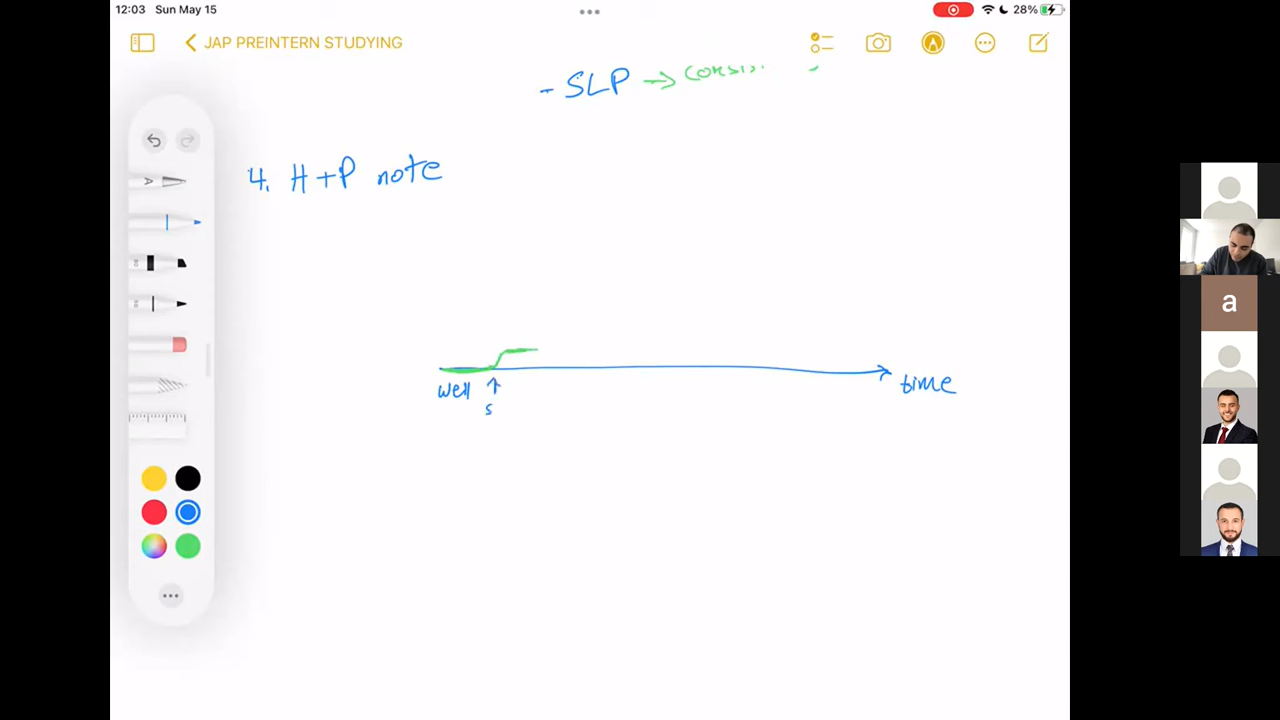 12:03 Sun May 15
28%
JAP PREINTERN STUDYING
- SLP →
4. H+P note
well ↑ time
s
a